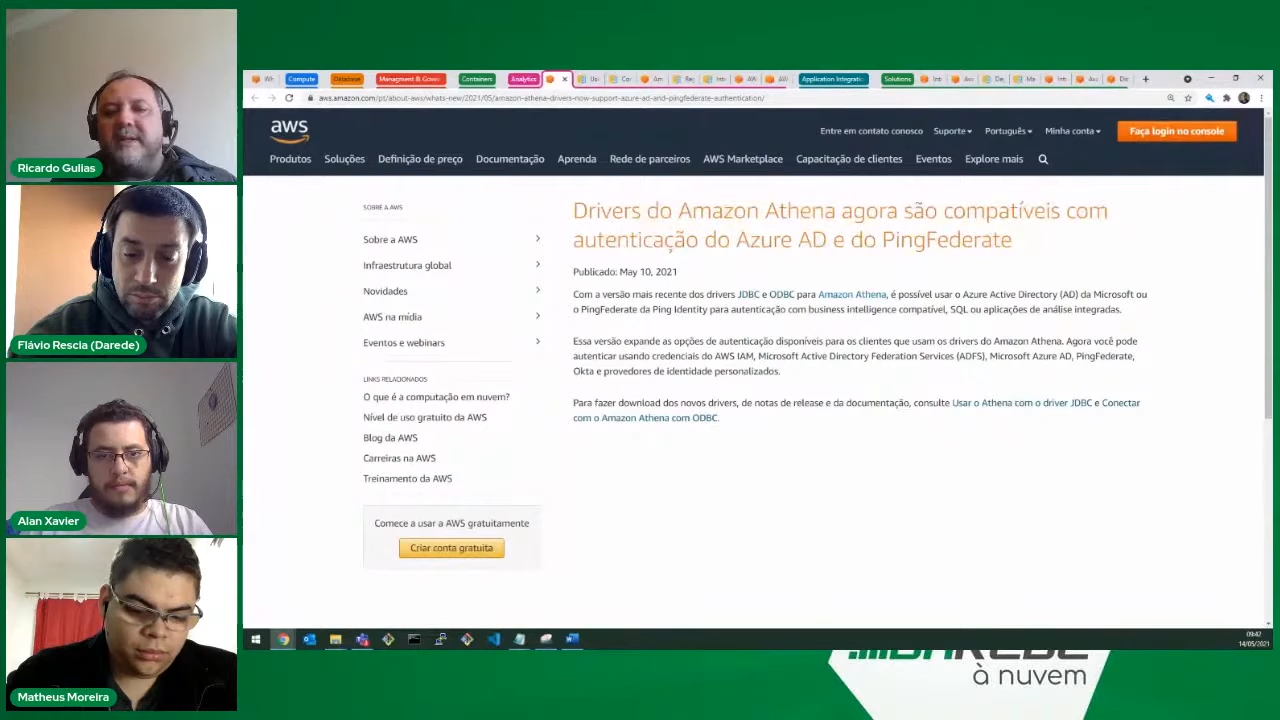 Ricardo Gulias
Flávio Rescia (Darede)
Alan Xavier
Matheus Moreira
Compute
Database
Containers
Analytics
Solutions
aws.amazon.com/pt/about-aws/whats-new/2021/05/amazon-athena-drivers-now-support-azure-ad-and-pingfederate-authentication/
aws
Entre em contato conosco
Suporte
Português
Minha conta
Faça login no console
Produtos
Soluções
Definição de preço
Documentação
Aprenda
Rede de parceiros
AWS Marketplace
Capacitação de clientes
Eventos
Explore mais
SOBRE A AWS
Sobre a AWS
Infraestrutura global
Novidades
AWS na mídia
Eventos e webinars
LINKS RELACIONADOS
O que é a computação em nuvem?
Nível de uso gratuito da AWS
Blog da AWS
Carreiras na AWS
Treinamento da AWS
Comece a usar a AWS gratuitamente
Criar conta gratuita
Drivers do Amazon Athena agora são compatíveis com
autenticação do Azure AD e do PingFederate
Publicado: May 10, 2021
Com a versão mais recente dos drivers JDBC e ODBC para Amazon Athena, é possível usar o Azure Active Directory (AD) da Microsoft ou
o PingFederate da Ping Identity para autenticação com business intelligence compatível, SQL ou aplicações de análise integradas.
Essa versão expande as opções de autenticação disponíveis para os clientes que usam os drivers do Amazon Athena. Agora você pode
autenticar usando credenciais do AWS IAM, Microsoft Active Directory Federation Services (ADFS), Microsoft Azure AD, PingFederate,
Okta e provedores de identidade personalizados.
Para fazer download dos novos drivers, de notas de release e da documentação, consulte Usar o Athena com o driver JDBC e Conectar
com o Amazon Athena com ODBC.
09:42
14/05/2021
à nuvem